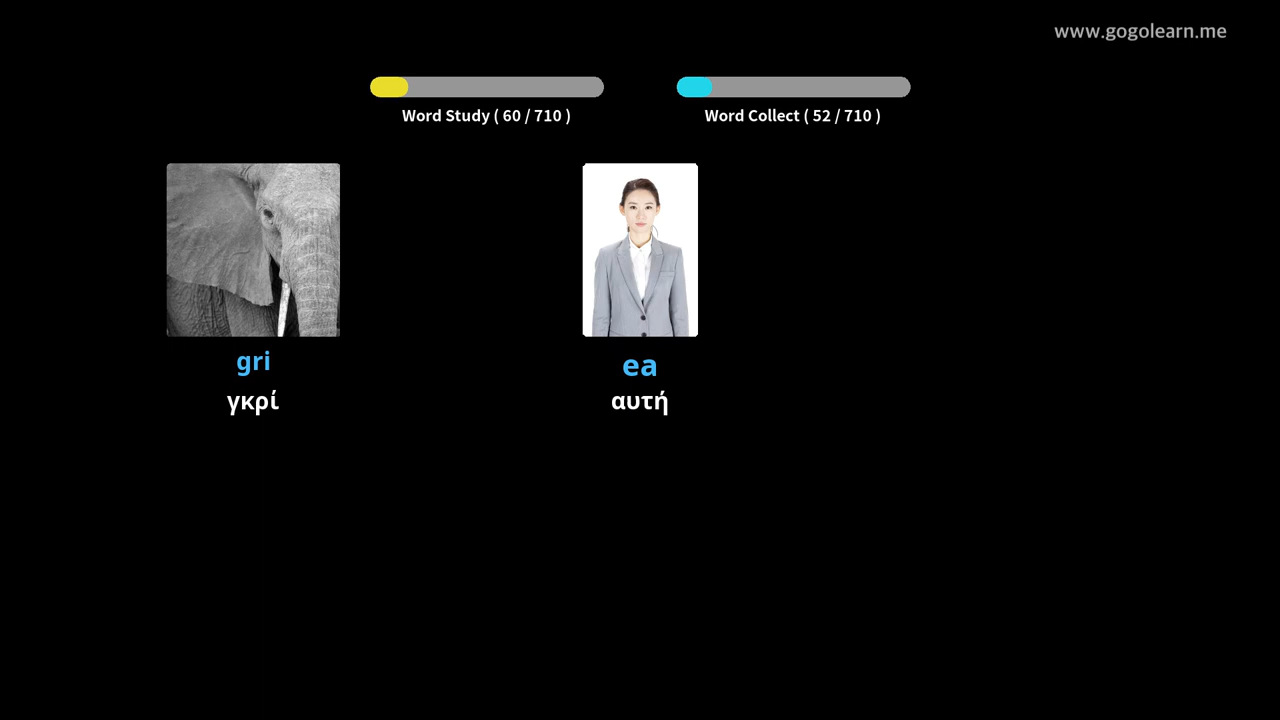 www.gogolearn.me
Word Study ( 60 / 710 )
Word Collect ( 52 / 710 )
gri
γκρί
ea
αυτή